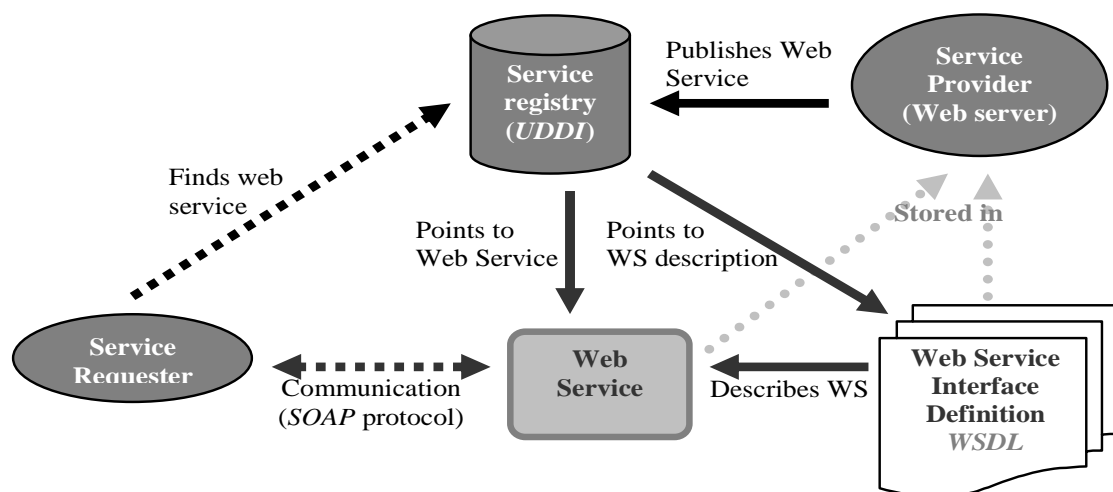 Service
registry
(UDDI)
Publishes Web
Service
Service
Provider
(Web server)
Finds web
service
Points to
Web Service
Points to
WS description
Stored in
Service
Requester
Communication
(SOAP protocol)
Web
Service
Describes WS
Web Service
Interface
Definition
WSDL